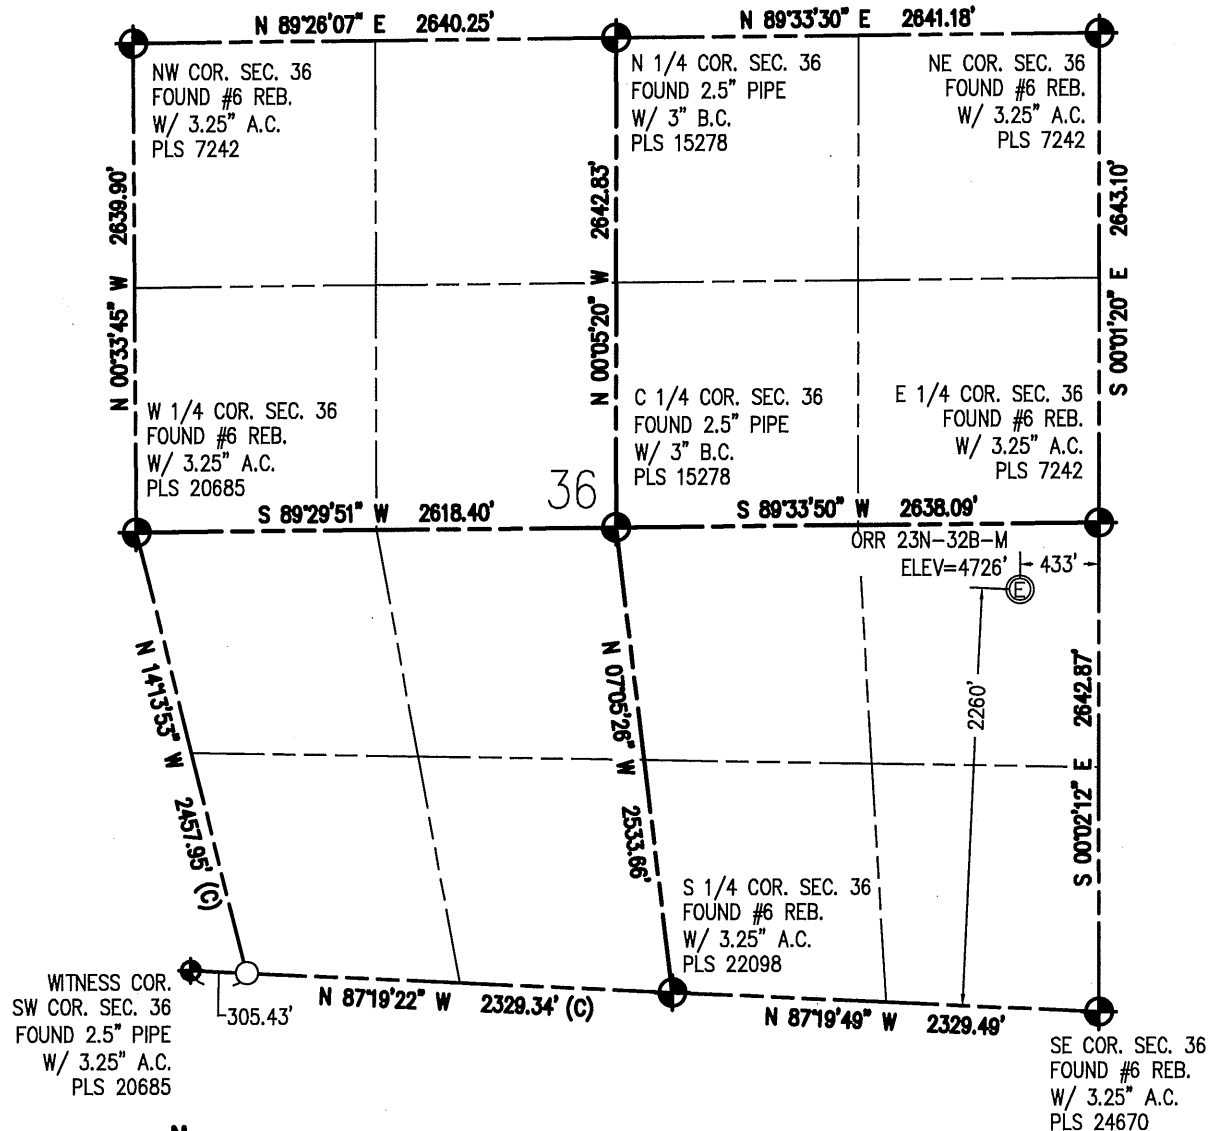 N 89°26'07" E 2640.25'
N 89°33'30" E 2641.18'
NW COR. SEC. 36
FOUND #6 REB.
W/ 3.25" A.C.
PLS 7242
N 1/4 COR. SEC. 36
FOUND 2.5" PIPE
W/ 3" B.C.
PLS 15278
NE COR. SEC. 36
FOUND #6 REB.
W/ 3.25" A.C.
PLS 7242
N 00°33'45" W 2639.90'
N 00°05'20" W 2642.83'
S 00°01'20" E 2643.10'
W 1/4 COR. SEC. 36
FOUND #6 REB.
W/ 3.25" A.C.
PLS 20685
C 1/4 COR. SEC. 36
FOUND 2.5" PIPE
W/ 3" B.C.
PLS 15278
E 1/4 COR. SEC. 36
FOUND #6 REB.
W/ 3.25" A.C.
PLS 7242
36
S 89°29'51" W 2618.40'
S 89°33'50" W 2638.09'
ORR 23N-32B-M
ELEV=4726'
433'
E
2260'
N 14°13'53" W 2457.95' (C)
N 07°05'26" W 2533.66'
S 00°02'12" E 2642.87'
S 1/4 COR. SEC. 36
FOUND #6 REB.
W/ 3.25" A.C.
PLS 22098
WITNESS COR.
SW COR. SEC. 36
FOUND 2.5" PIPE
W/ 3.25" A.C.
PLS 20685
305.43'
N 87°19'22" W 2329.34' (C)
N 87°19'49" W 2329.49'
SE COR. SEC. 36
FOUND #6 REB.
W/ 3.25" A.C.
PLS 24670